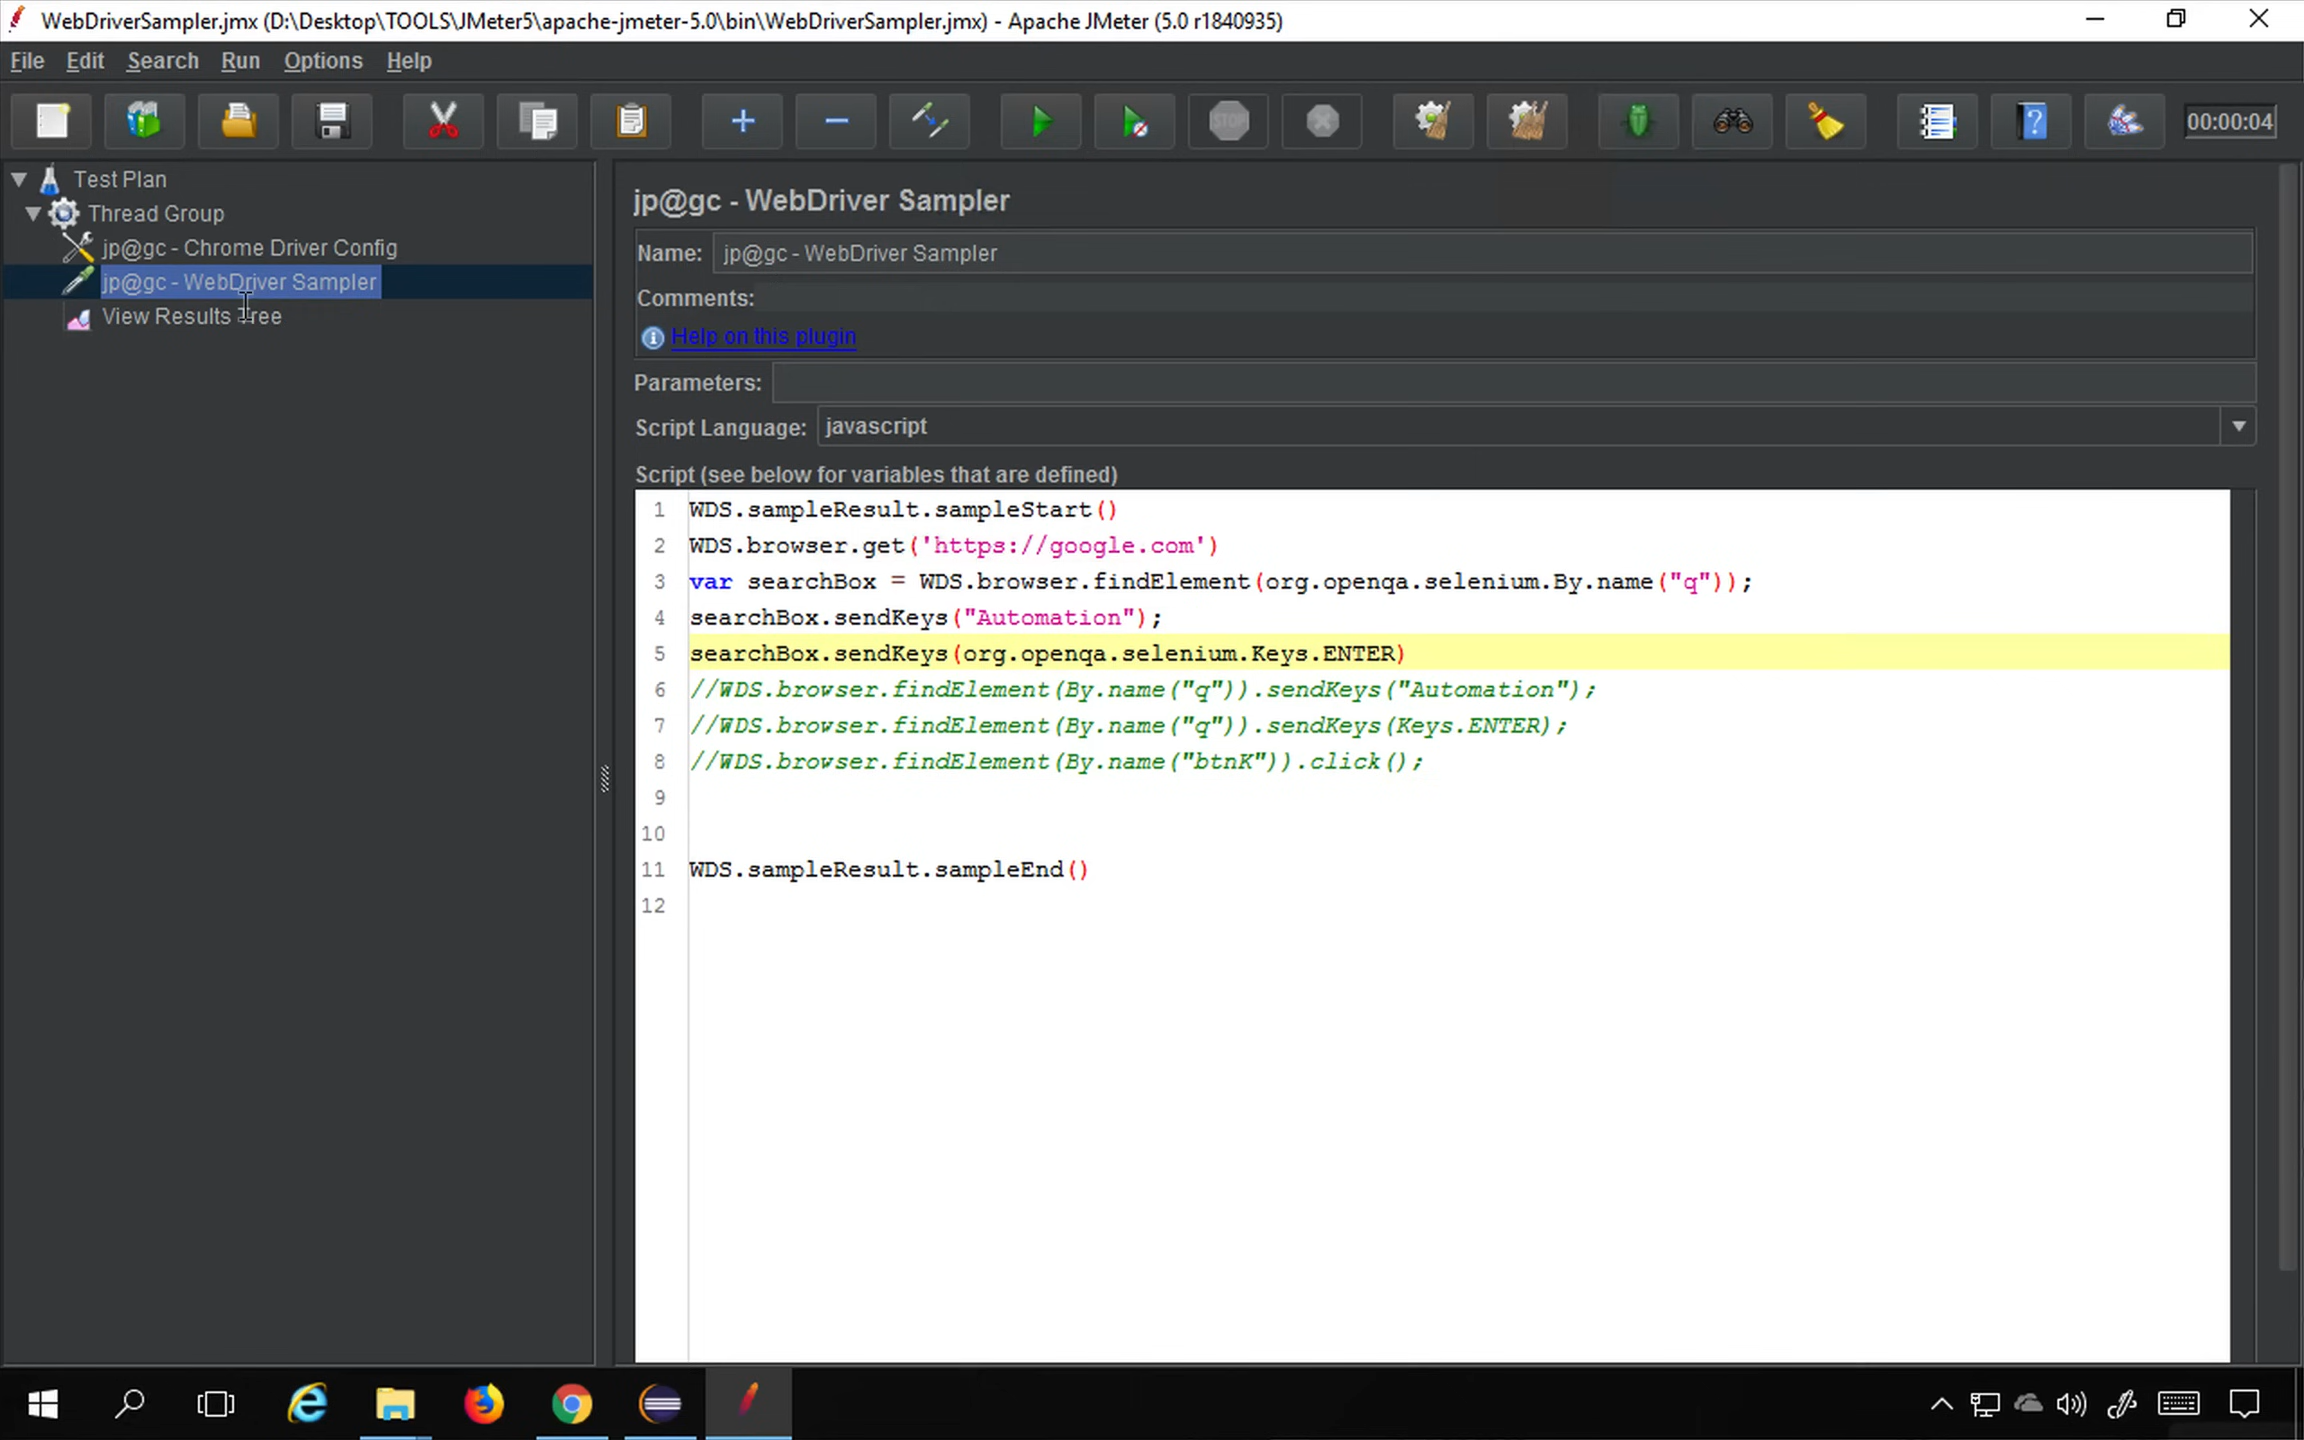 WebDriverSampler.jmx (D:\Desktop\TOOLS\JMeter5\apache-jmeter-5.0\bin\WebDriverSampler.jmx) - Apache JMeter (5.0 r1840935)
File Edit Search Run Options Help
STOP
00:00:04
Test Plan
Thread Group
jp@gc - Chrome Driver Config
jp@gc - WebDriver Sampler
View Results Tree
jp@gc - WebDriver Sampler
Name: jp@gc - WebDriver Sampler
Comments:
Help on this plugin
Parameters:
Script Language: javascript
Script (see below for variables that are defined)
1 WDS.sampleResult.sampleStart()
2 WDS.browser.get('https://google.com')
3 var searchBox = WDS.browser.findElement(org.openqa.selenium.By.name("q"));
4 searchBox.sendKeys("Automation");
5 searchBox.sendKeys(org.openqa.selenium.Keys.ENTER)
6 //WDS.browser.findElement(By.name("q")).sendKeys("Automation");
7 //WDS.browser.findElement(By.name("q")).sendKeys(Keys.ENTER);
8 //WDS.browser.findElement(By.name("btnK")).click();
9
10
11 WDS.sampleResult.sampleEnd()
12